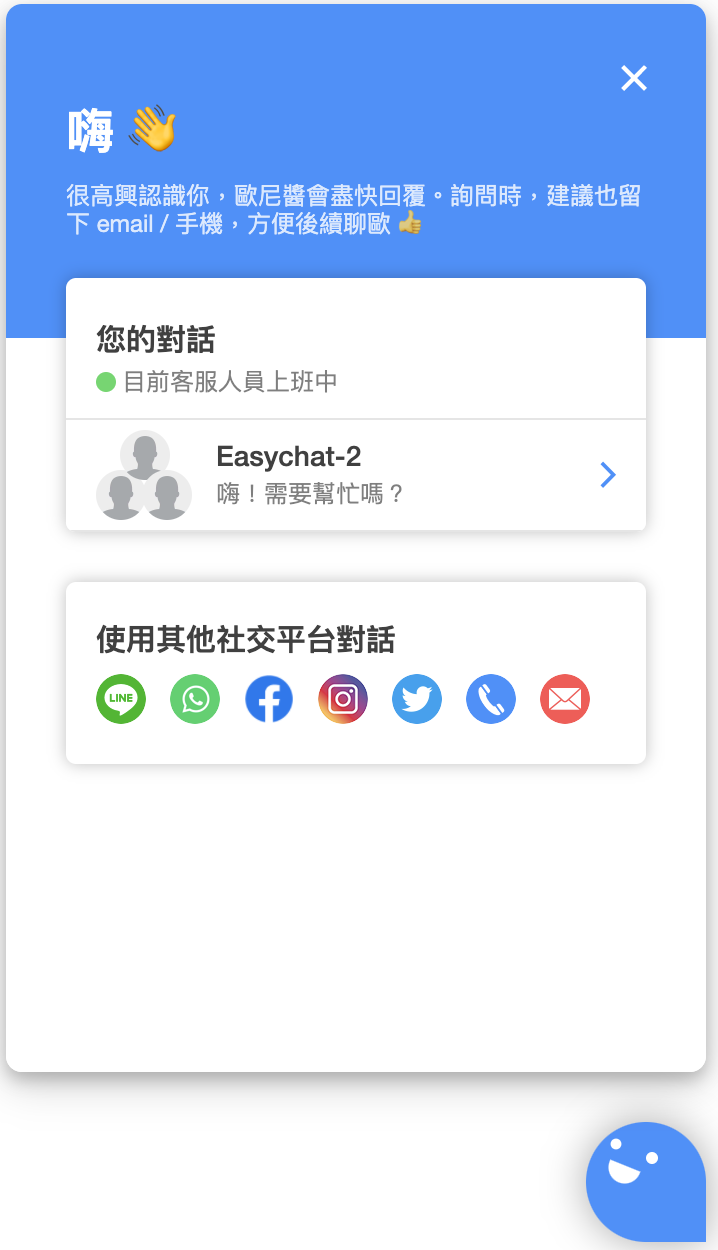 嗨 👋
很高興認識你，歐尼醬會盡快回覆。詢問時，建議也留
下 email / 手機，方便後續聊歐 👍
您的對話
目前客服人員上班中
Easychat-2
嗨！需要幫忙嗎？
使用其他社交平台對話
LINE